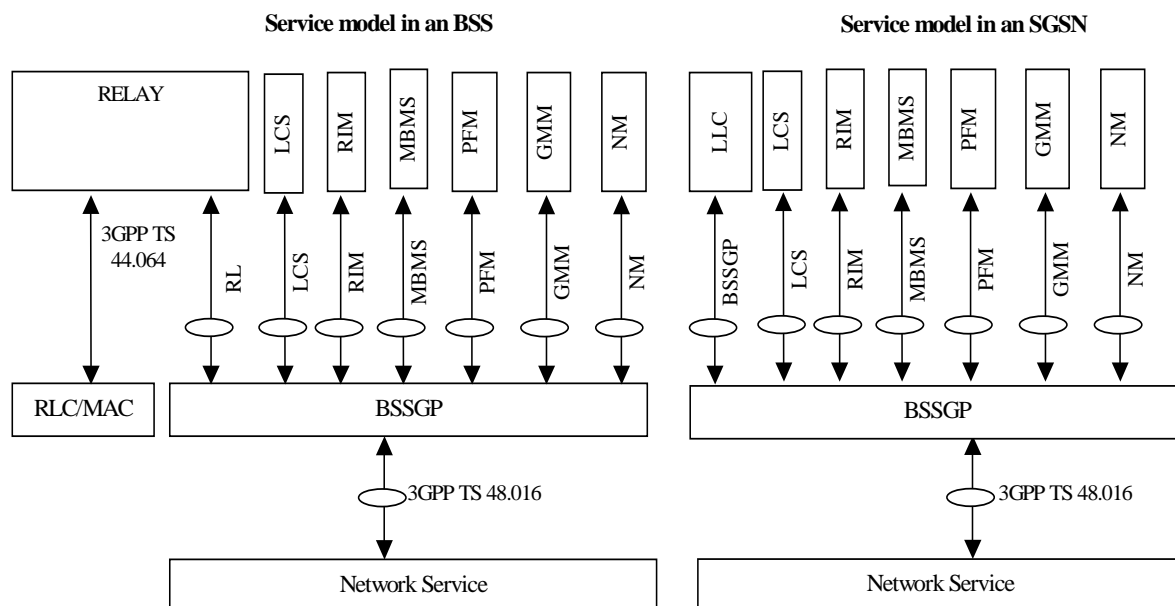 Service model in an BSS
Service model in an SGSN
RELAY
LCS
RIM
MBMS
PFM
GMM
NM
LLC
LCS
RIM
MBMS
PFM
GMM
NM
3GPP TS
44.064
RL
LCS
RIM
MBMS
PFM
GMM
NM
BSSGP
LCS
RIM
MBMS
PFM
GMM
NM
RLC/MAC
BSSGP
BSSGP
3GPP TS 48.016
3GPP TS 48.016
Network Service
Network Service